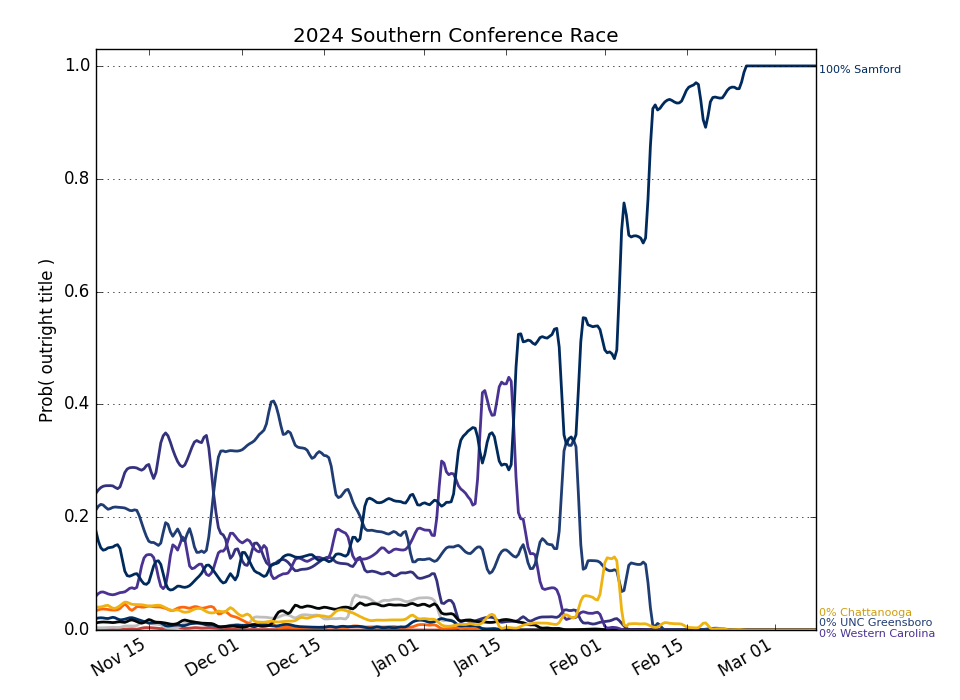 2024 Southern Conference Race
Prob( outright title )
1.0
0.8
0.6
0.4
0.2
0.0
Nov 15
Dec 01
Dec 15
Jan 01
Jan 15
Feb 01
Feb 15
Mar 01
100% Samford
0% Chattanooga
0% UNC Greensboro
0% Western Carolina